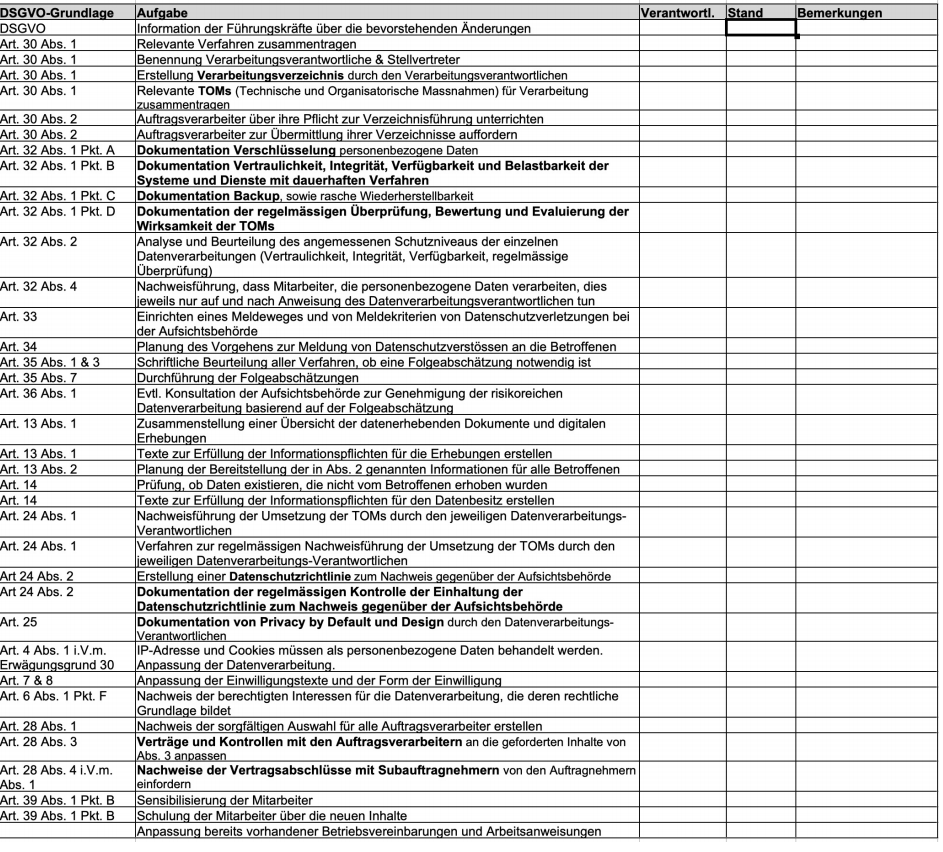 DSGVO-Grundlage Aufgabe Verantwortl. Stand Bemerkungen
DSGVO Information der Führungskräfte über die bevorstehenden Änderungen
Art. 30 Abs. 1 Relevante Verfahren zusammentragen
Art. 30 Abs. 1 Benennung Verarbeitungsverantwortliche & Stellvertreter
Art. 30 Abs. 1 Erstellung Verarbeitungsverzeichnis durch den Verarbeitungsverantwortlichen
Art. 30 Abs. 1 Relevante TOMs (Technische und Organisatorische Massnahmen) für Verarbeitung
zusammentragen
Art. 30 Abs. 2 Auftragsverarbeiter über ihre Pflicht zur Verzeichnisführung unterrichten
Art. 30 Abs. 2 Auftragsverarbeiter zur Übermittlung ihrer Verzeichnisse auffordern
Art. 32 Abs. 1 Pkt. A Dokumentation Verschlüsselung personenbezogene Daten
Art. 32 Abs. 1 Pkt. B Dokumentation Vertraulichkeit, Integrität, Verfügbarkeit und Belastbarkeit der
Systeme und Dienste mit dauerhaften Verfahren
Art. 32 Abs. 1 Pkt. C Dokumentation Backup, sowie rasche Wiederherstellbarkeit
Art. 32 Abs. 1 Pkt. D Dokumentation der regelmässigen Überprüfung, Bewertung und Evaluierung der
Wirksamkeit der TOMs
Art. 32 Abs. 2 Analyse und Beurteilung des angemessenen Schutzniveaus der einzelnen
Datenverarbeitungen (Vertraulichkeit, Integrität, Verfügbarkeit, regelmässige
Überprüfung)
Art. 32 Abs. 4 Nachweisführung, dass Mitarbeiter, die personenbezogene Daten verarbeiten, dies
jeweils nur auf und nach Anweisung des Datenverarbeitungsverantwortlichen tun
Art. 33 Einrichten eines Meldeweges und von Meldekriterien von Datenschutzverletzungen bei
der Aufsichtsbehörde
Art. 34 Planung des Vorgehens zur Meldung von Datenschutzverstössen an die Betroffenen
Art. 35 Abs. 1 & 3 Schriftliche Beurteilung aller Verfahren, ob eine Folgeabschätzung notwendig ist
Art. 35 Abs. 7 Durchführung der Folgeabschätzungen
Art. 36 Abs. 1 Evtl. Konsultation der Aufsichtsbehörde zur Genehmigung der risikoreichen
Datenverarbeitung basierend auf der Folgeabschätzung
Art. 13 Abs. 1 Zusammenstellung einer Übersicht der datenerhebenden Dokumente und digitalen
Erhebungen
Art. 13 Abs. 1 Texte zur Erfüllung der Informationspflichten für die Erhebungen erstellen
Art. 13 Abs. 2 Planung der Bereitstellung der in Abs. 2 genannten Informationen für alle Betroffenen
Art. 14 Prüfung, ob Daten existieren, die nicht vom Betroffenen erhoben wurden
Art. 14 Texte zur Erfüllung der Informationspflichten für den Datenbesitz erstellen
Art. 24 Abs. 1 Nachweisführung der Umsetzung der TOMs durch den jeweiligen Datenverarbeitungs-
Verantwortlichen
Art. 24 Abs. 1 Verfahren zur regelmässigen Nachweisführung der Umsetzung der TOMs durch den
jeweiligen Datenverarbeitungs-Verantwortlichen
Art 24 Abs. 2 Erstellung einer Datenschutzrichtlinie zum Nachweis gegenüber der Aufsichtsbehörde
Art 24 Abs. 2 Dokumentation der regelmässigen Kontrolle der Einhaltung der
Datenschutzrichtlinie zum Nachweis gegenüber der Aufsichtsbehörde
Art. 25 Dokumentation von Privacy by Default und Design durch den Datenverarbeitungs-
Verantwortlichen
Art. 4 Abs. 1 i.V.m. IP-Adresse und Cookies müssen als personenbezogene Daten behandelt werden.
Erwägungsgrund 30 Anpassung der Datenverarbeitung.
Art. 7 & 8 Anpassung der Einwilligungstexte und der Form der Einwilligung
Art. 6 Abs. 1 Pkt. F Nachweis der berechtigten Interessen für die Datenverarbeitung, die deren rechtliche
Grundlage bildet
Art. 28 Abs. 1 Nachweis der sorgfältigen Auswahl für alle Auftragsverarbeiter erstellen
Art. 28 Abs. 3 Verträge und Kontrollen mit den Auftragsverarbeitern an die geforderten Inhalte von
Abs. 3 anpassen
Art. 28 Abs. 4 i.V.m. Nachweise der Vertragsabschlüsse mit Subauftragnehmern von den Auftragnehmern
Abs. 1 einfordern
Art. 39 Abs. 1 Pkt. B Sensibilisierung der Mitarbeiter
Art. 39 Abs. 1 Pkt. B Schulung der Mitarbeiter über die neuen Inhalte
Anpassung bereits vorhandener Betriebsvereinbarungen und Arbeitsanweisungen